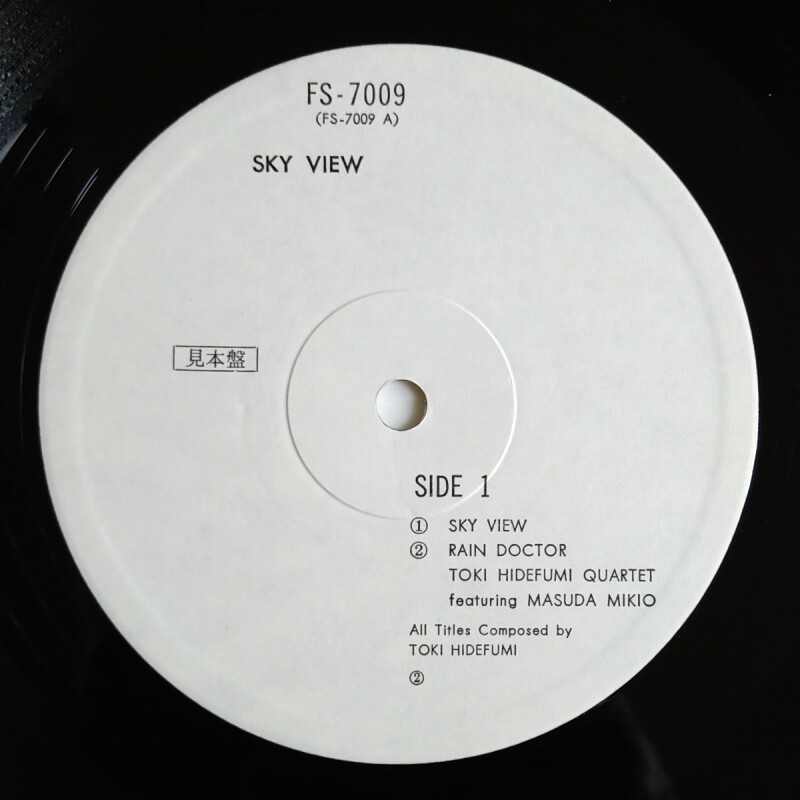 FS-7009
(FS-7009 A)
SKY VIEW
見本盤
SIDE 1
① SKY VIEW
② RAIN DOCTOR
TOKI HIDEFUMI QUARTET
featuring MASUDA MIKIO
All Titles Composed by
TOKI HIDEFUMI
②